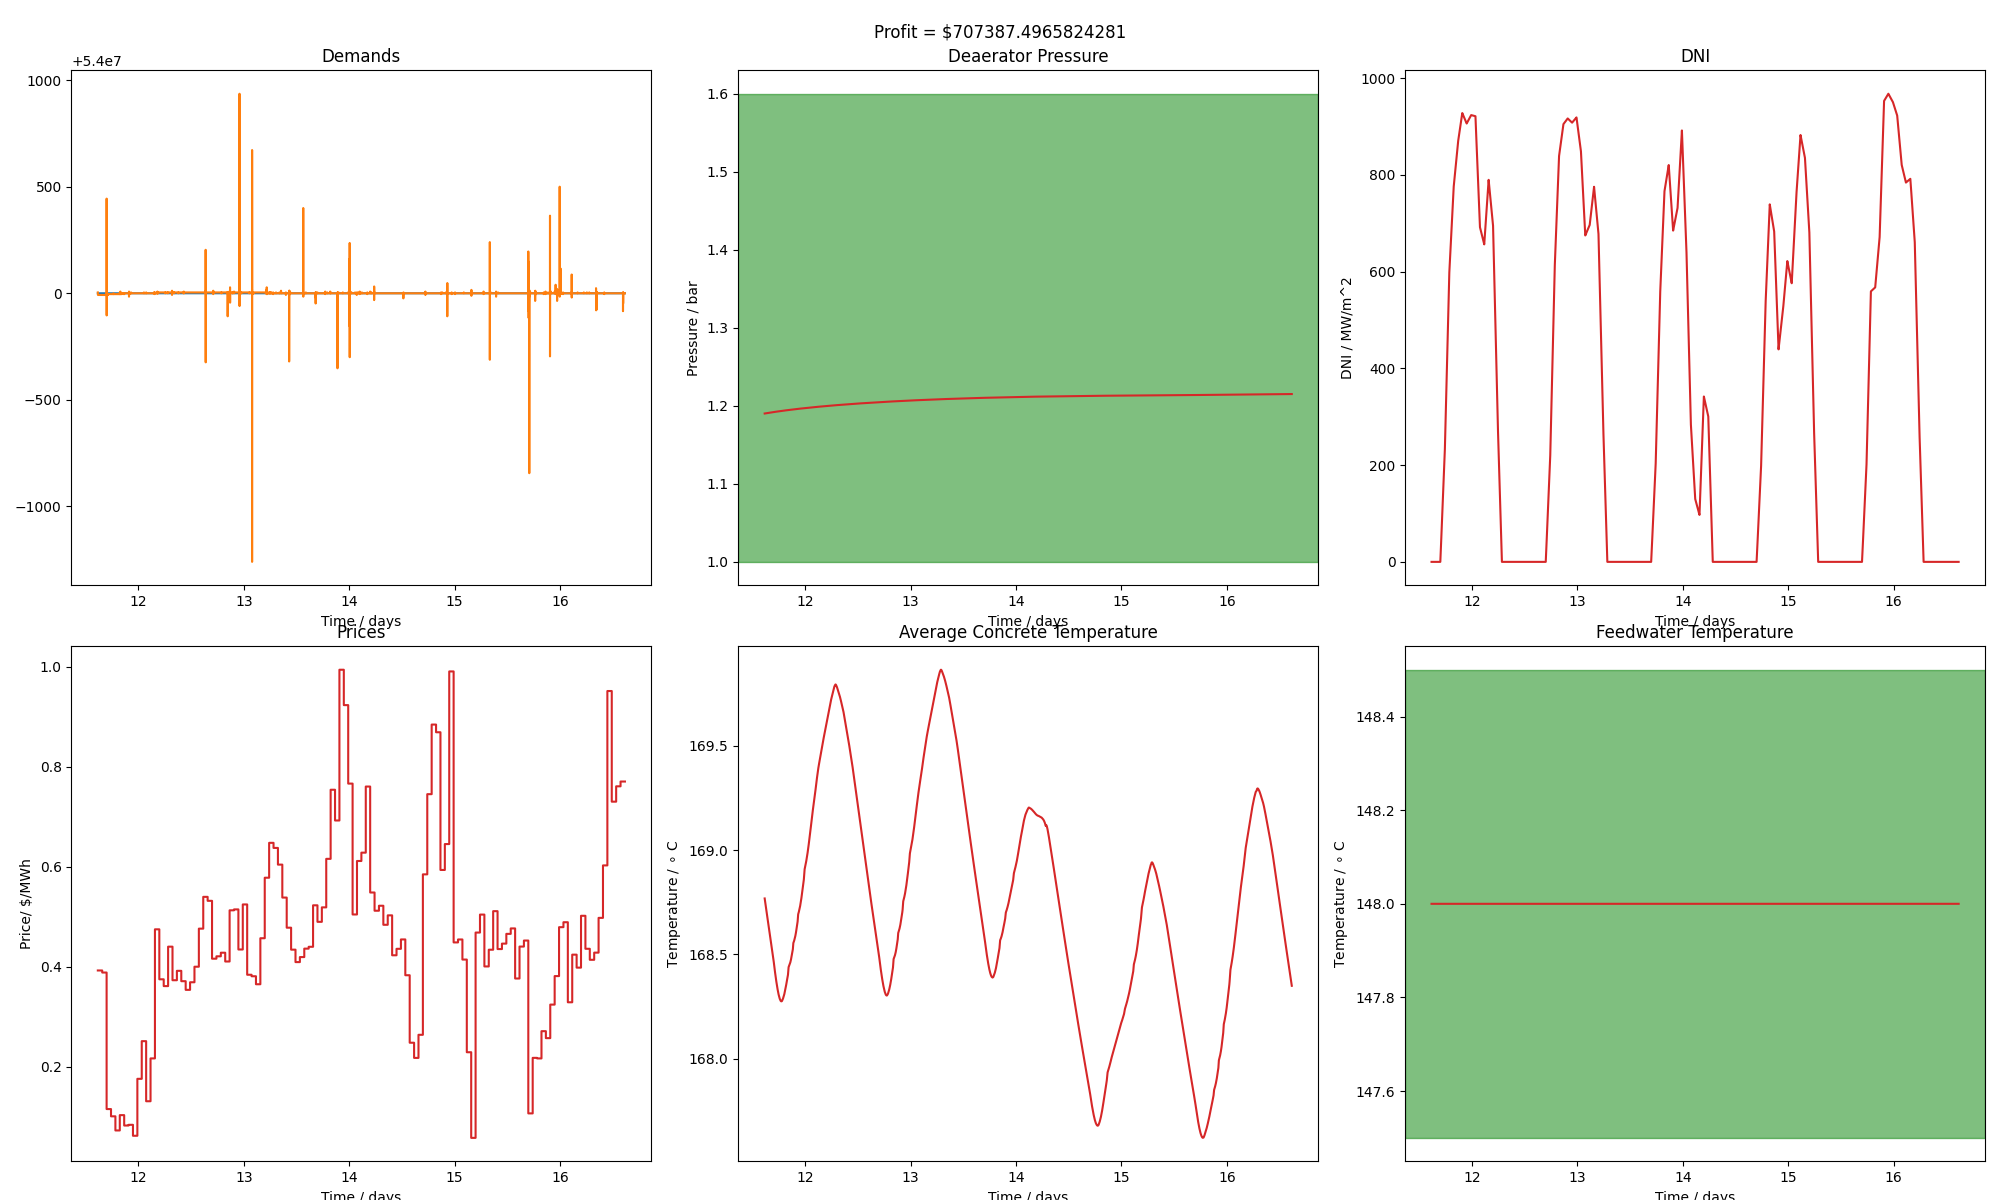 Profit = $707387.4965824281
Demands
+5.4e7
1000
500
0
−500
−1000
12 13 14 15 16
Time / days
Deaerator Pressure
Pressure / bar
1.6
1.5
1.4
1.3
1.2
1.1
1.0
12 13 14 15 16
Time / days
DNI
DNI / MW/m^2
1000
800
600
400
200
0
12 13 14 15 16
Time / days
Prices
Price/ $/MWh
1.0
0.8
0.6
0.4
0.2
12 13 14 15 16
Time / days
Average Concrete Temperature
Temperature / ∘ C
169.5
169.0
168.5
168.0
12 13 14 15 16
Time / days
Feedwater Temperature
Temperature / ∘ C
148.4
148.2
148.0
147.8
147.6
12 13 14 15 16
Time / days